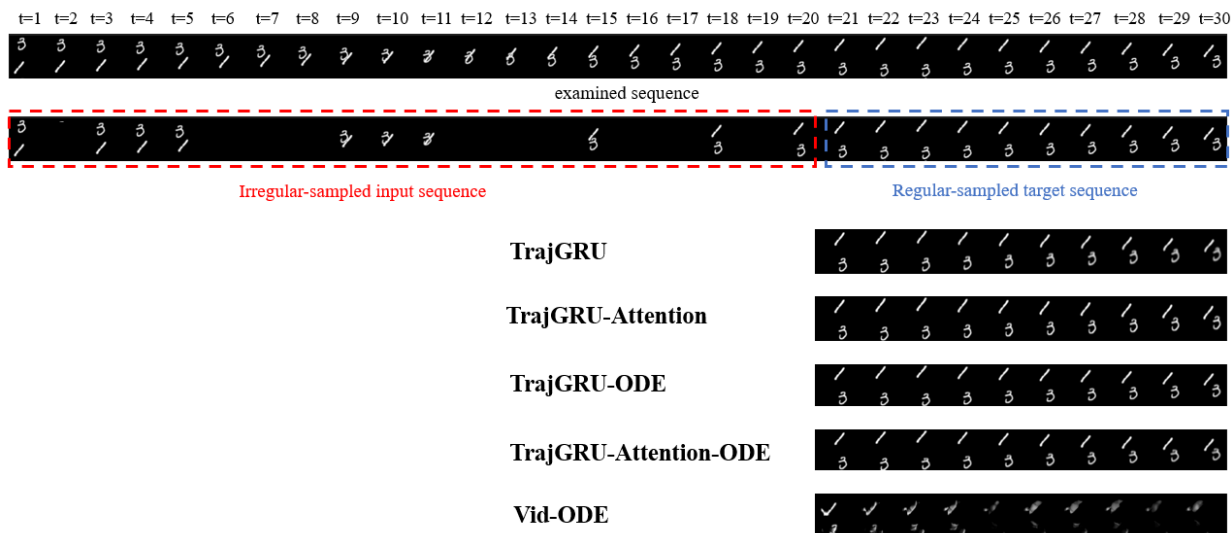 t=1 t=2 t=3 t=4 t=5 t=6 t=7 t=8 t=9 t=10 t=11 t=12 t=13 t=14 t=15 t=16 t=17 t=18 t=19 t=20 t=21 t=22 t=23 t=24 t=25 t=26 t=27 t=28 t=29 t=30
examined sequence
Irregular-sampled input sequence Regular-sampled target sequence
TrajGRU
TrajGRU-Attention
TrajGRU-ODE
TrajGRU-Attention-ODE
Vid-ODE